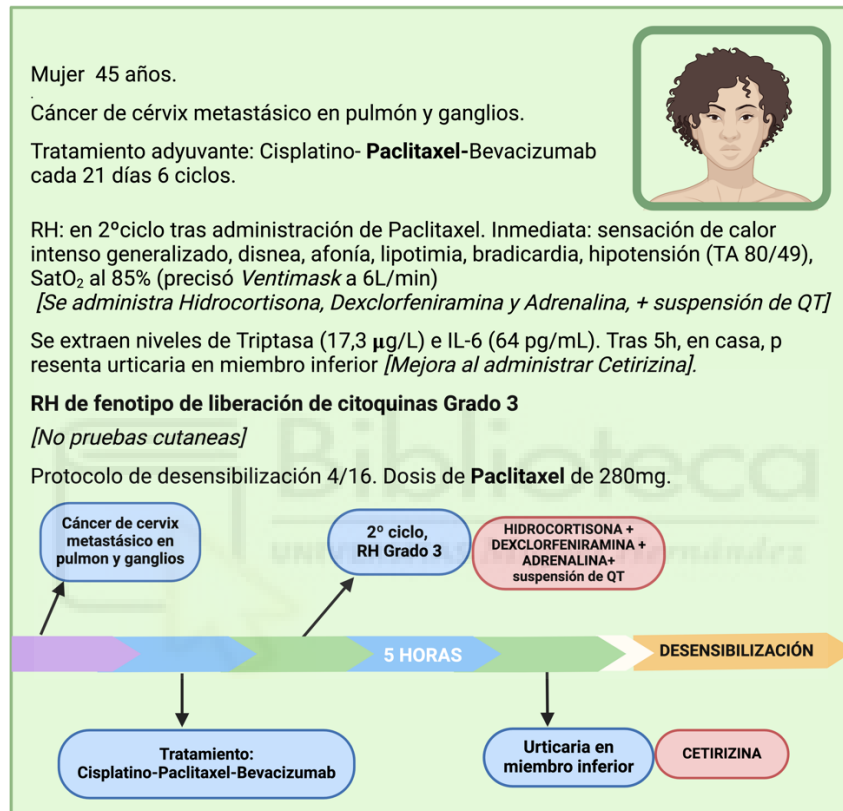 Mujer  45 años.
.
Cáncer de cérvix metastásico en pulmón y ganglios.
Tratamiento adyuvante: Cisplatino- Paclitaxel-Bevacizumab
cada 21 días 6 ciclos.
RH: en 2ºciclo tras administración de Paclitaxel. Inmediata: sensación de calor
intenso generalizado, disnea, afonía, lipotimia, bradicardia, hipotensión (TA 80/49),
SatO₂ al 85% (precisó Ventimask a 6L/min)
[Se administra Hidrocortisona, Dexclorfeniramina y Adrenalina, + suspensión de QT]
Se extraen niveles de Triptasa (17,3 μg/L) e IL-6 (64 pg/mL). Tras 5h, en casa, p
resenta urticaria en miembro inferior [Mejora al administrar Cetirizina].
RH de fenotipo de liberación de citoquinas Grado 3
[No pruebas cutaneas]
Protocolo de desensibilización 4/16. Dosis de Paclitaxel de 280mg.
Biblioteca
UNIVERSITAS Miguel Hernández
Cáncer de cervix
metastásico en
pulmon y ganglios
2º ciclo,
RH Grado 3
HIDROCORTISONA +
DEXCLORFENIRAMINA +
ADRENALINA+
suspensión de QT
5 HORAS
DESENSIBILIZACIÓN
Tratamiento:
Cisplatino-Paclitaxel-Bevacizumab
Urticaria en
miembro inferior
CETIRIZINA